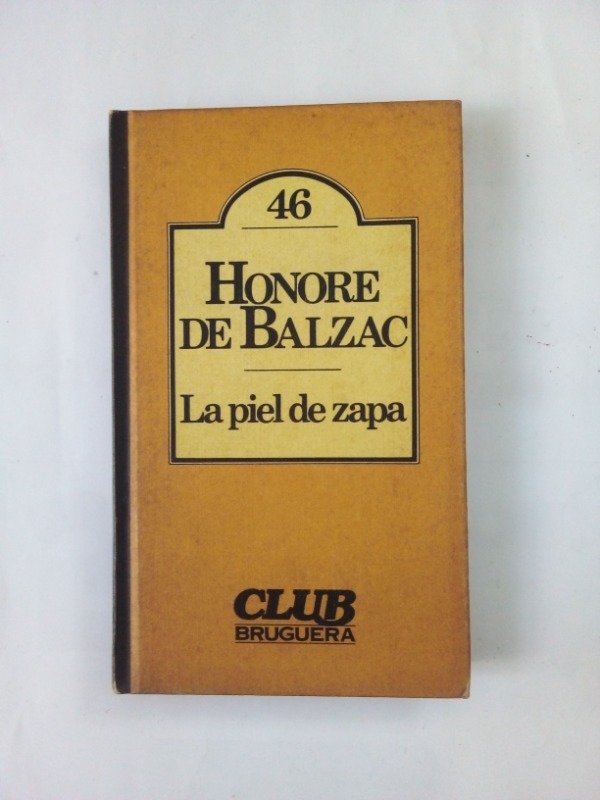 46
HONORE
DE BALZAC
La piel de zapa
CLUB
BRUGUERA